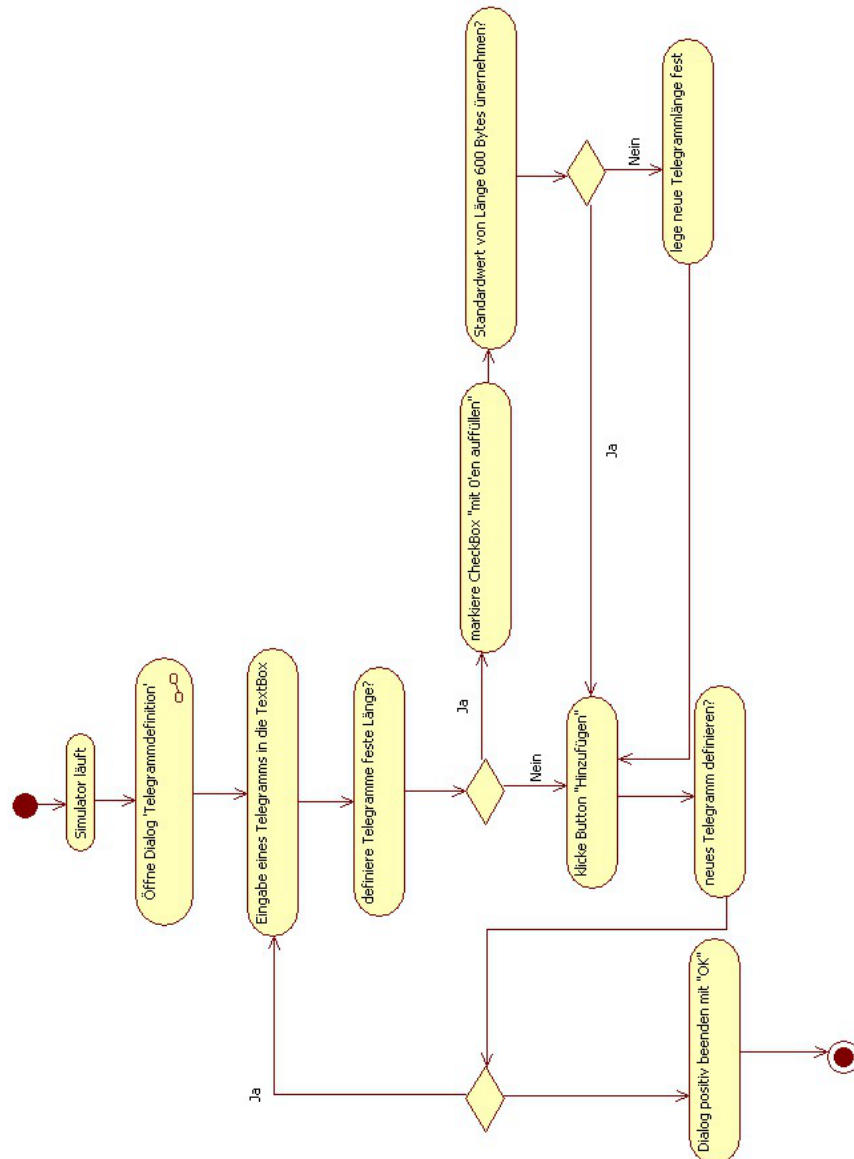 Simulator läuft
Öffne Dialog 'Telegrammdefinition'
Eingabe eines Telegramms in die TextBox
definiere Telegramme feste Länge?
Ja
Nein
markiere CheckBox "mit 0'en auffüllen"
Standardwert von Länge 600 Bytes ünernehmen?
Nein
Ja
lege neue Telegrammlänge fest
klicke Button "Hinzufügen"
neues Telegramm definieren?
Ja
Dialog positiv beenden mit "OK"